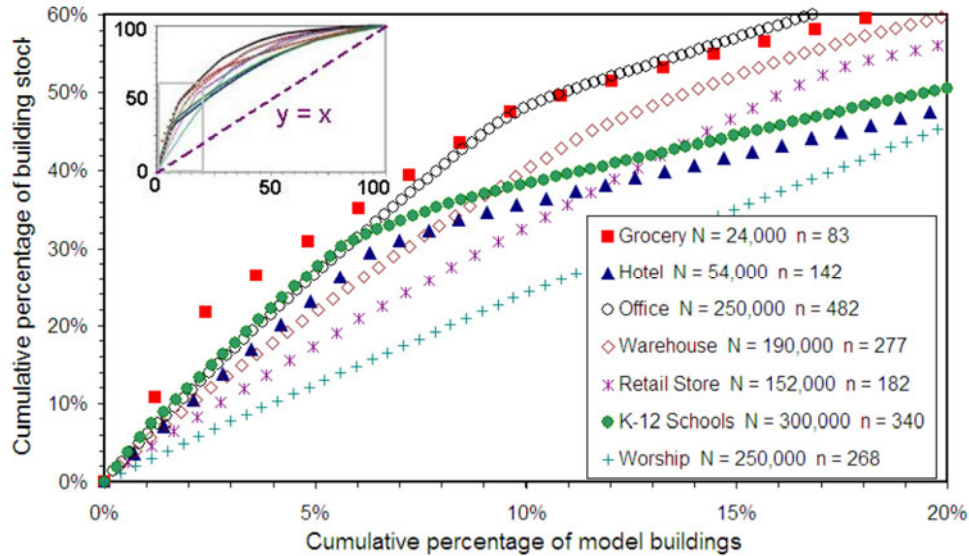 60%
50%
40%
30%
20%
10%
0%
Cumulative percentage of building stock
100
50
0
0
50
100
y = x
Grocery N = 24,000 n = 83
Hotel N = 54,000 n = 142
Office N = 250,000 n = 482
Warehouse N = 190,000 n = 277
Retail Store N = 152,000 n = 182
K-12 Schools N = 300,000 n = 340
Worship N = 250,000 n = 268
0%
5%
10%
15%
20%
Cumulative percentage of model buildings